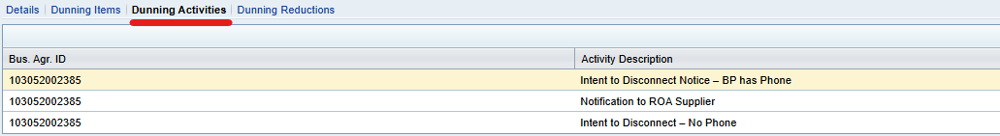 Details Dunning Items Dunning Activities Dunning Reductions
Bus. Agr. ID Activity Description
103052002385 Intent to Disconnect Notice – BP has Phone
103052002385 Notification to ROA Supplier
103052002385 Intent to Disconnect – No Phone